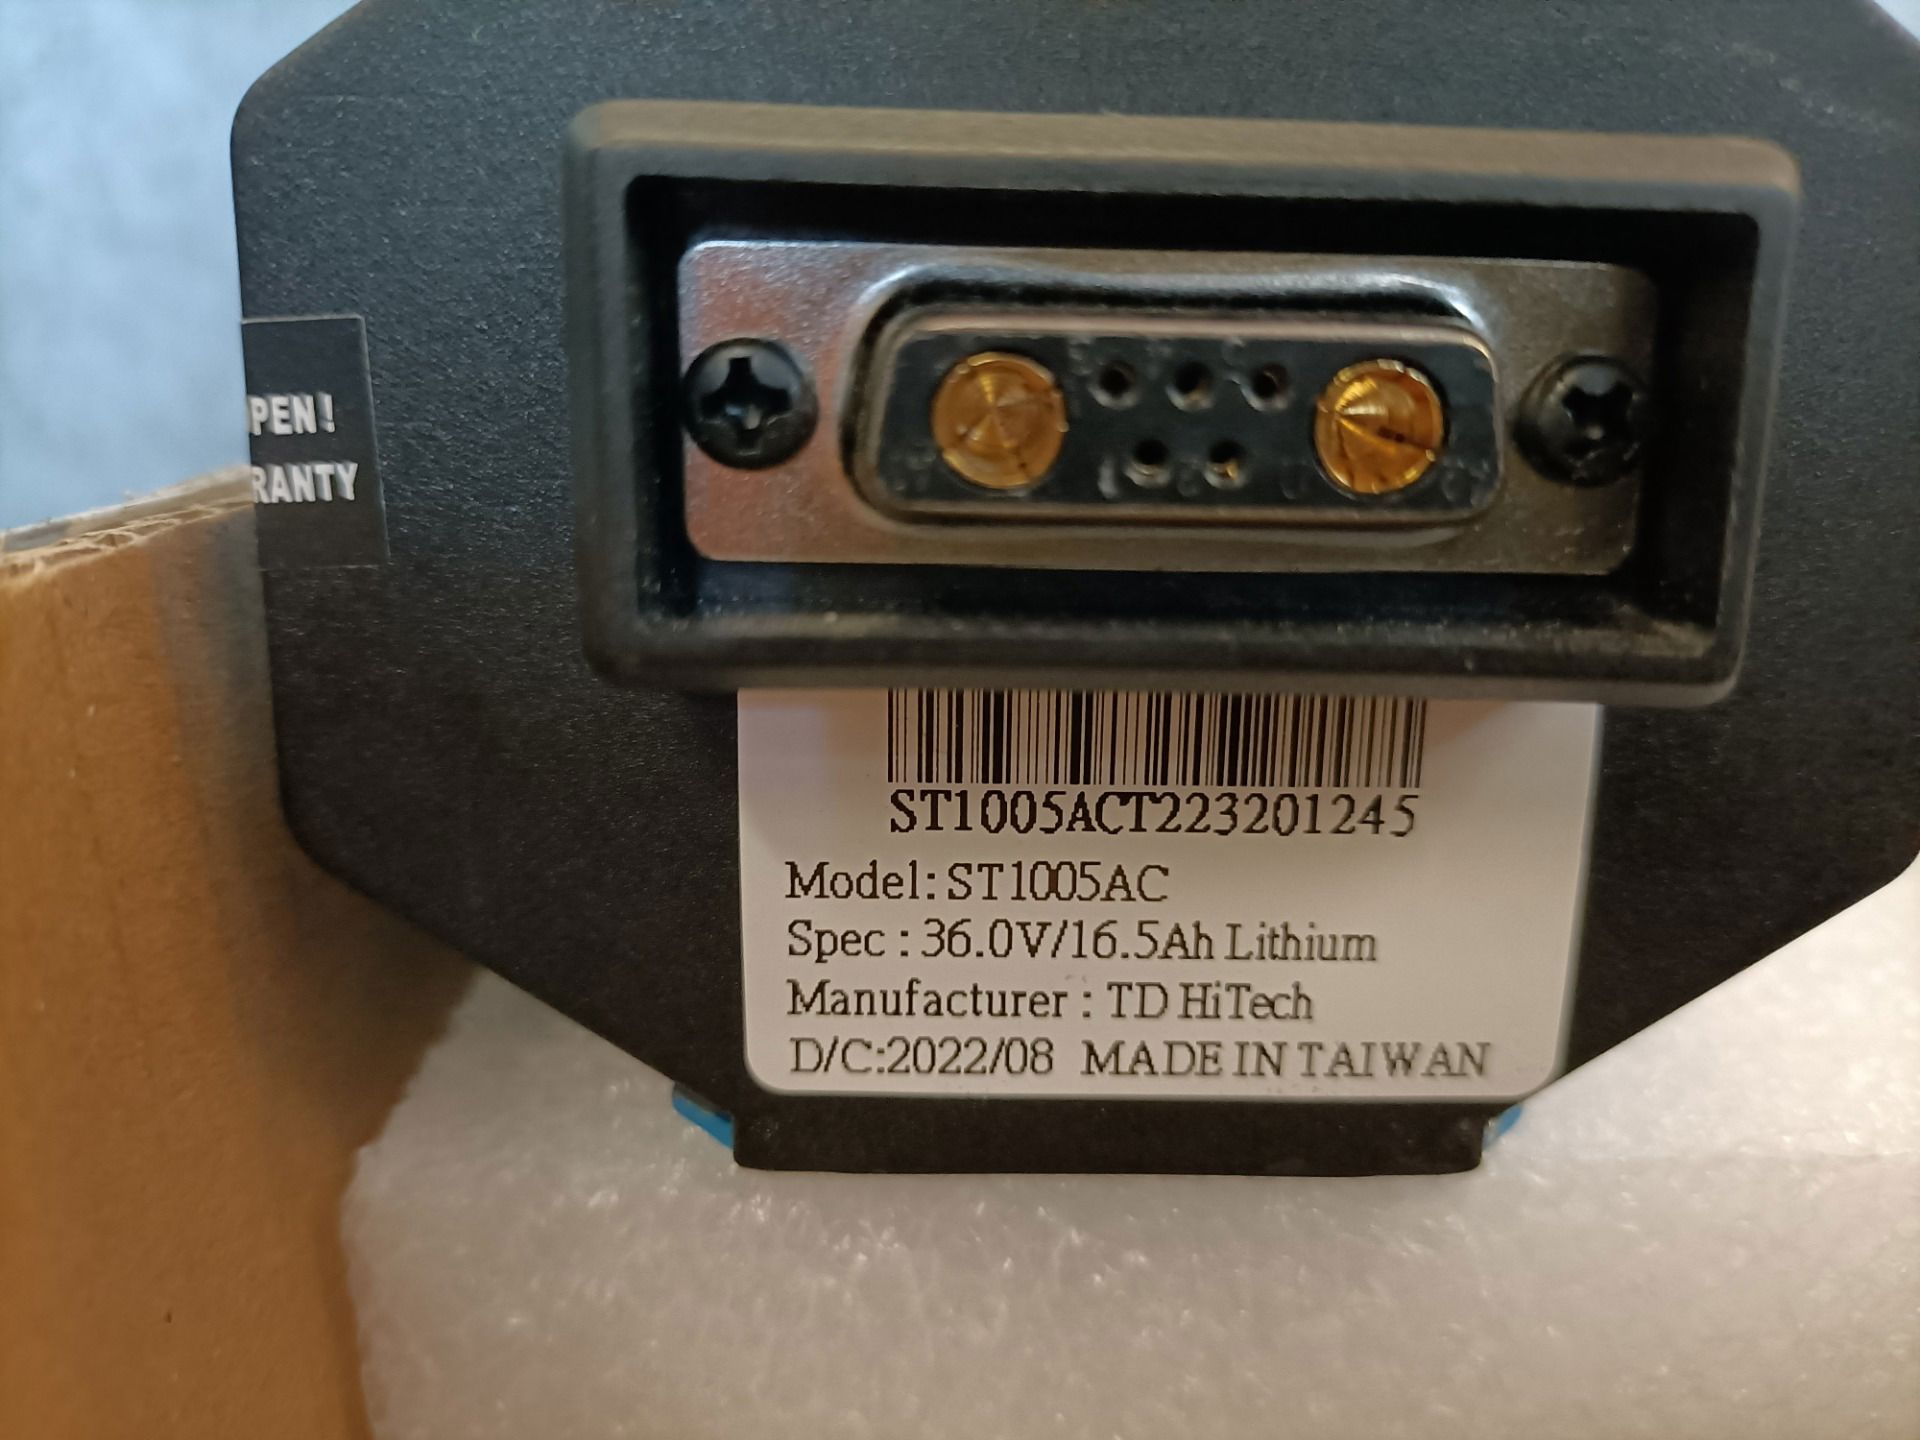 PEN!
RANTY
ST1005ACT223201245
Model: ST1005AC
Spec : 36.0V/16.5Ah Lithium
Manufacturer : TD HiTech
D/C:2022/08 MADE IN TAIWAN